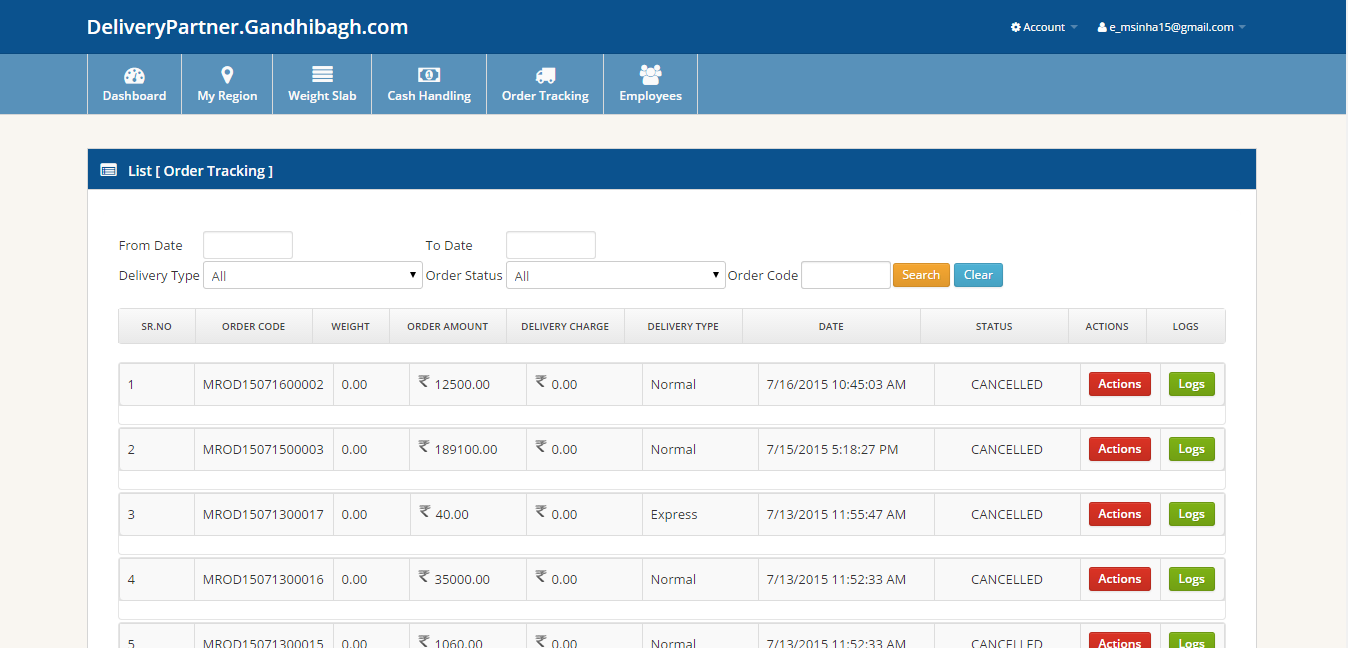 DeliveryPartner.Gandhibagh.com
Account
e_msinha15@gmail.com
Dashboard My Region Weight Slab Cash Handling Order Tracking Employees
List [ Order Tracking ]
From Date To Date
Delivery Type All Order Status All Order Code Search Clear
SR.NO ORDER CODE WEIGHT ORDER AMOUNT DELIVERY CHARGE DELIVERY TYPE DATE STATUS ACTIONS LOGS
1 MROD15071600002 0.00 ₹ 12500.00 ₹ 0.00 Normal 7/16/2015 10:45:03 AM CANCELLED Actions Logs
2 MROD15071500003 0.00 ₹ 189100.00 ₹ 0.00 Normal 7/15/2015 5:18:27 PM CANCELLED Actions Logs
3 MROD15071300017 0.00 ₹ 40.00 ₹ 0.00 Express 7/13/2015 11:55:47 AM CANCELLED Actions Logs
4 MROD15071300016 0.00 ₹ 35000.00 ₹ 0.00 Normal 7/13/2015 11:52:33 AM CANCELLED Actions Logs
5 MROD15071300015 0.00 ₹ 1060.00 ₹ 0.00 Normal 7/13/2015 11:52:33 AM CANCELLED Actions Logs